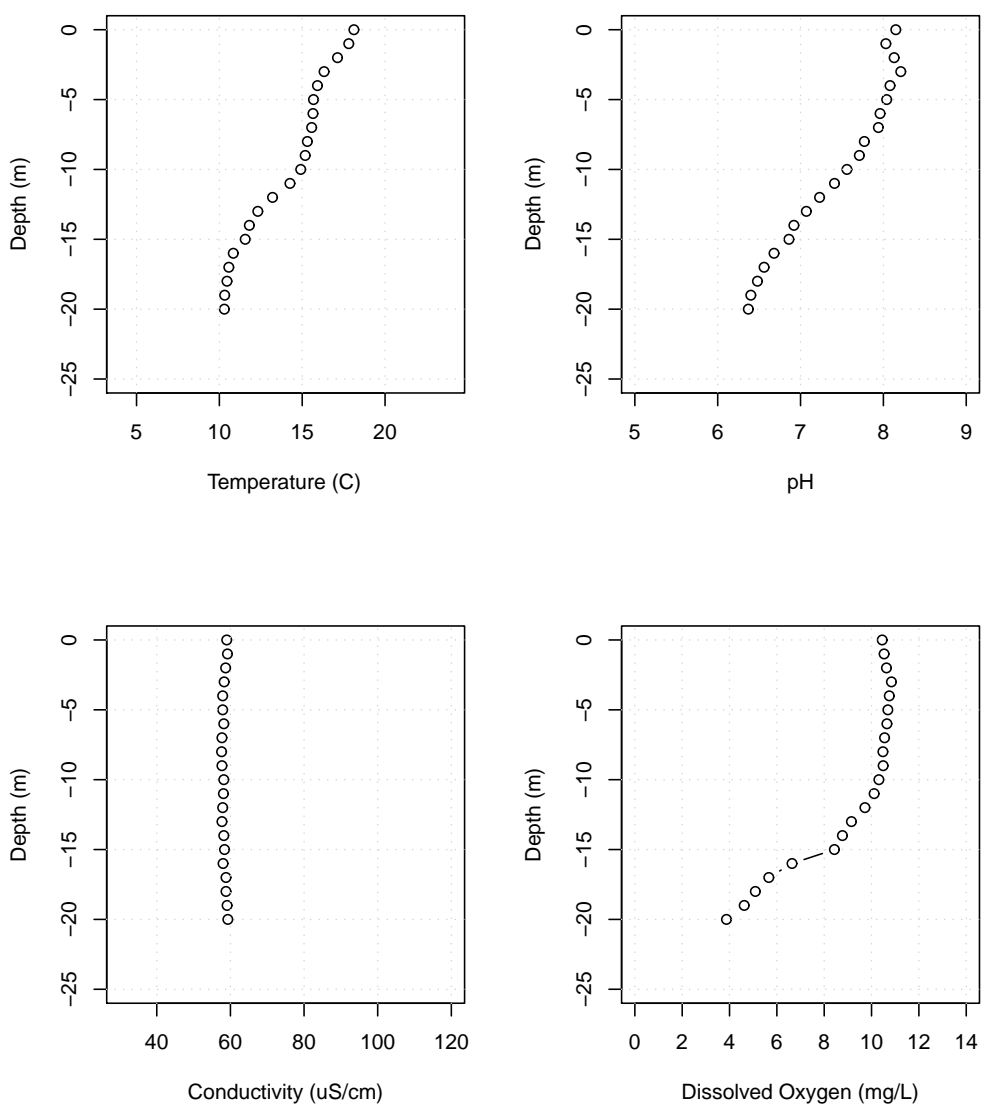 0
−5
−10
−15
−20
−25
Depth (m)
5 10 15 20
Temperature (C)
0
−5
−10
−15
−20
−25
Depth (m)
5 6 7 8 9
pH
0
−5
−10
−15
−20
−25
Depth (m)
40 60 80 100 120
Conductivity (uS/cm)
0
−5
−10
−15
−20
−25
Depth (m)
0 2 4 6 8 10 12 14
Dissolved Oxygen (mg/L)